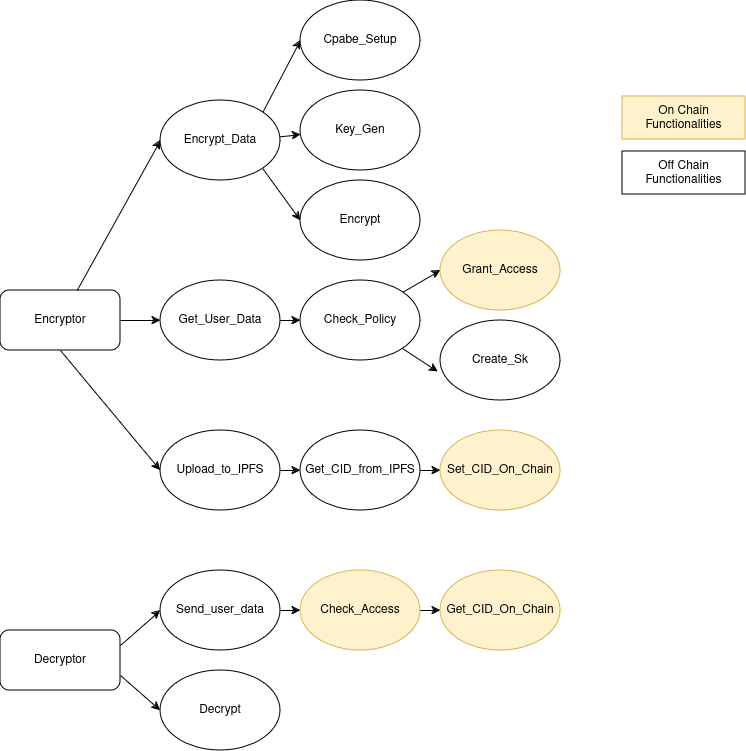 Cpabe_Setup
On Chain
Functionalities
Key_Gen
Encrypt_Data
Off Chain
Functionalities
Encrypt
Grant_Access
Encryptor
Get_User_Data
Check_Policy
Create_Sk
Upload_to_IPFS
Get_CID_from_IPFS
Set_CID_On_Chain
Send_user_data
Check_Access
Get_CID_On_Chain
Decryptor
Decrypt